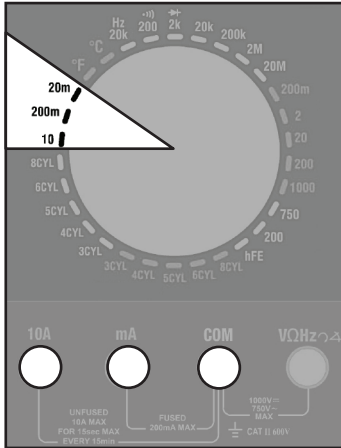 Hz
20k
200
2k
20k
200k
2M
20M
°C
°F
20m
200m
10
200m
2
20
200
1000
750
200
hFE
8CYL
6CYL
5CYL
4CYL
3CYL
3CYL
4CYL
5CYL
6CYL
8CYL
10A
mA
COM
VΩHz
UNFUSED
10A MAX
FOR 15sec MAX
EVERY 15min
FUSED
200mA MAX
1000V
750V~
MAX
CAT II 600V